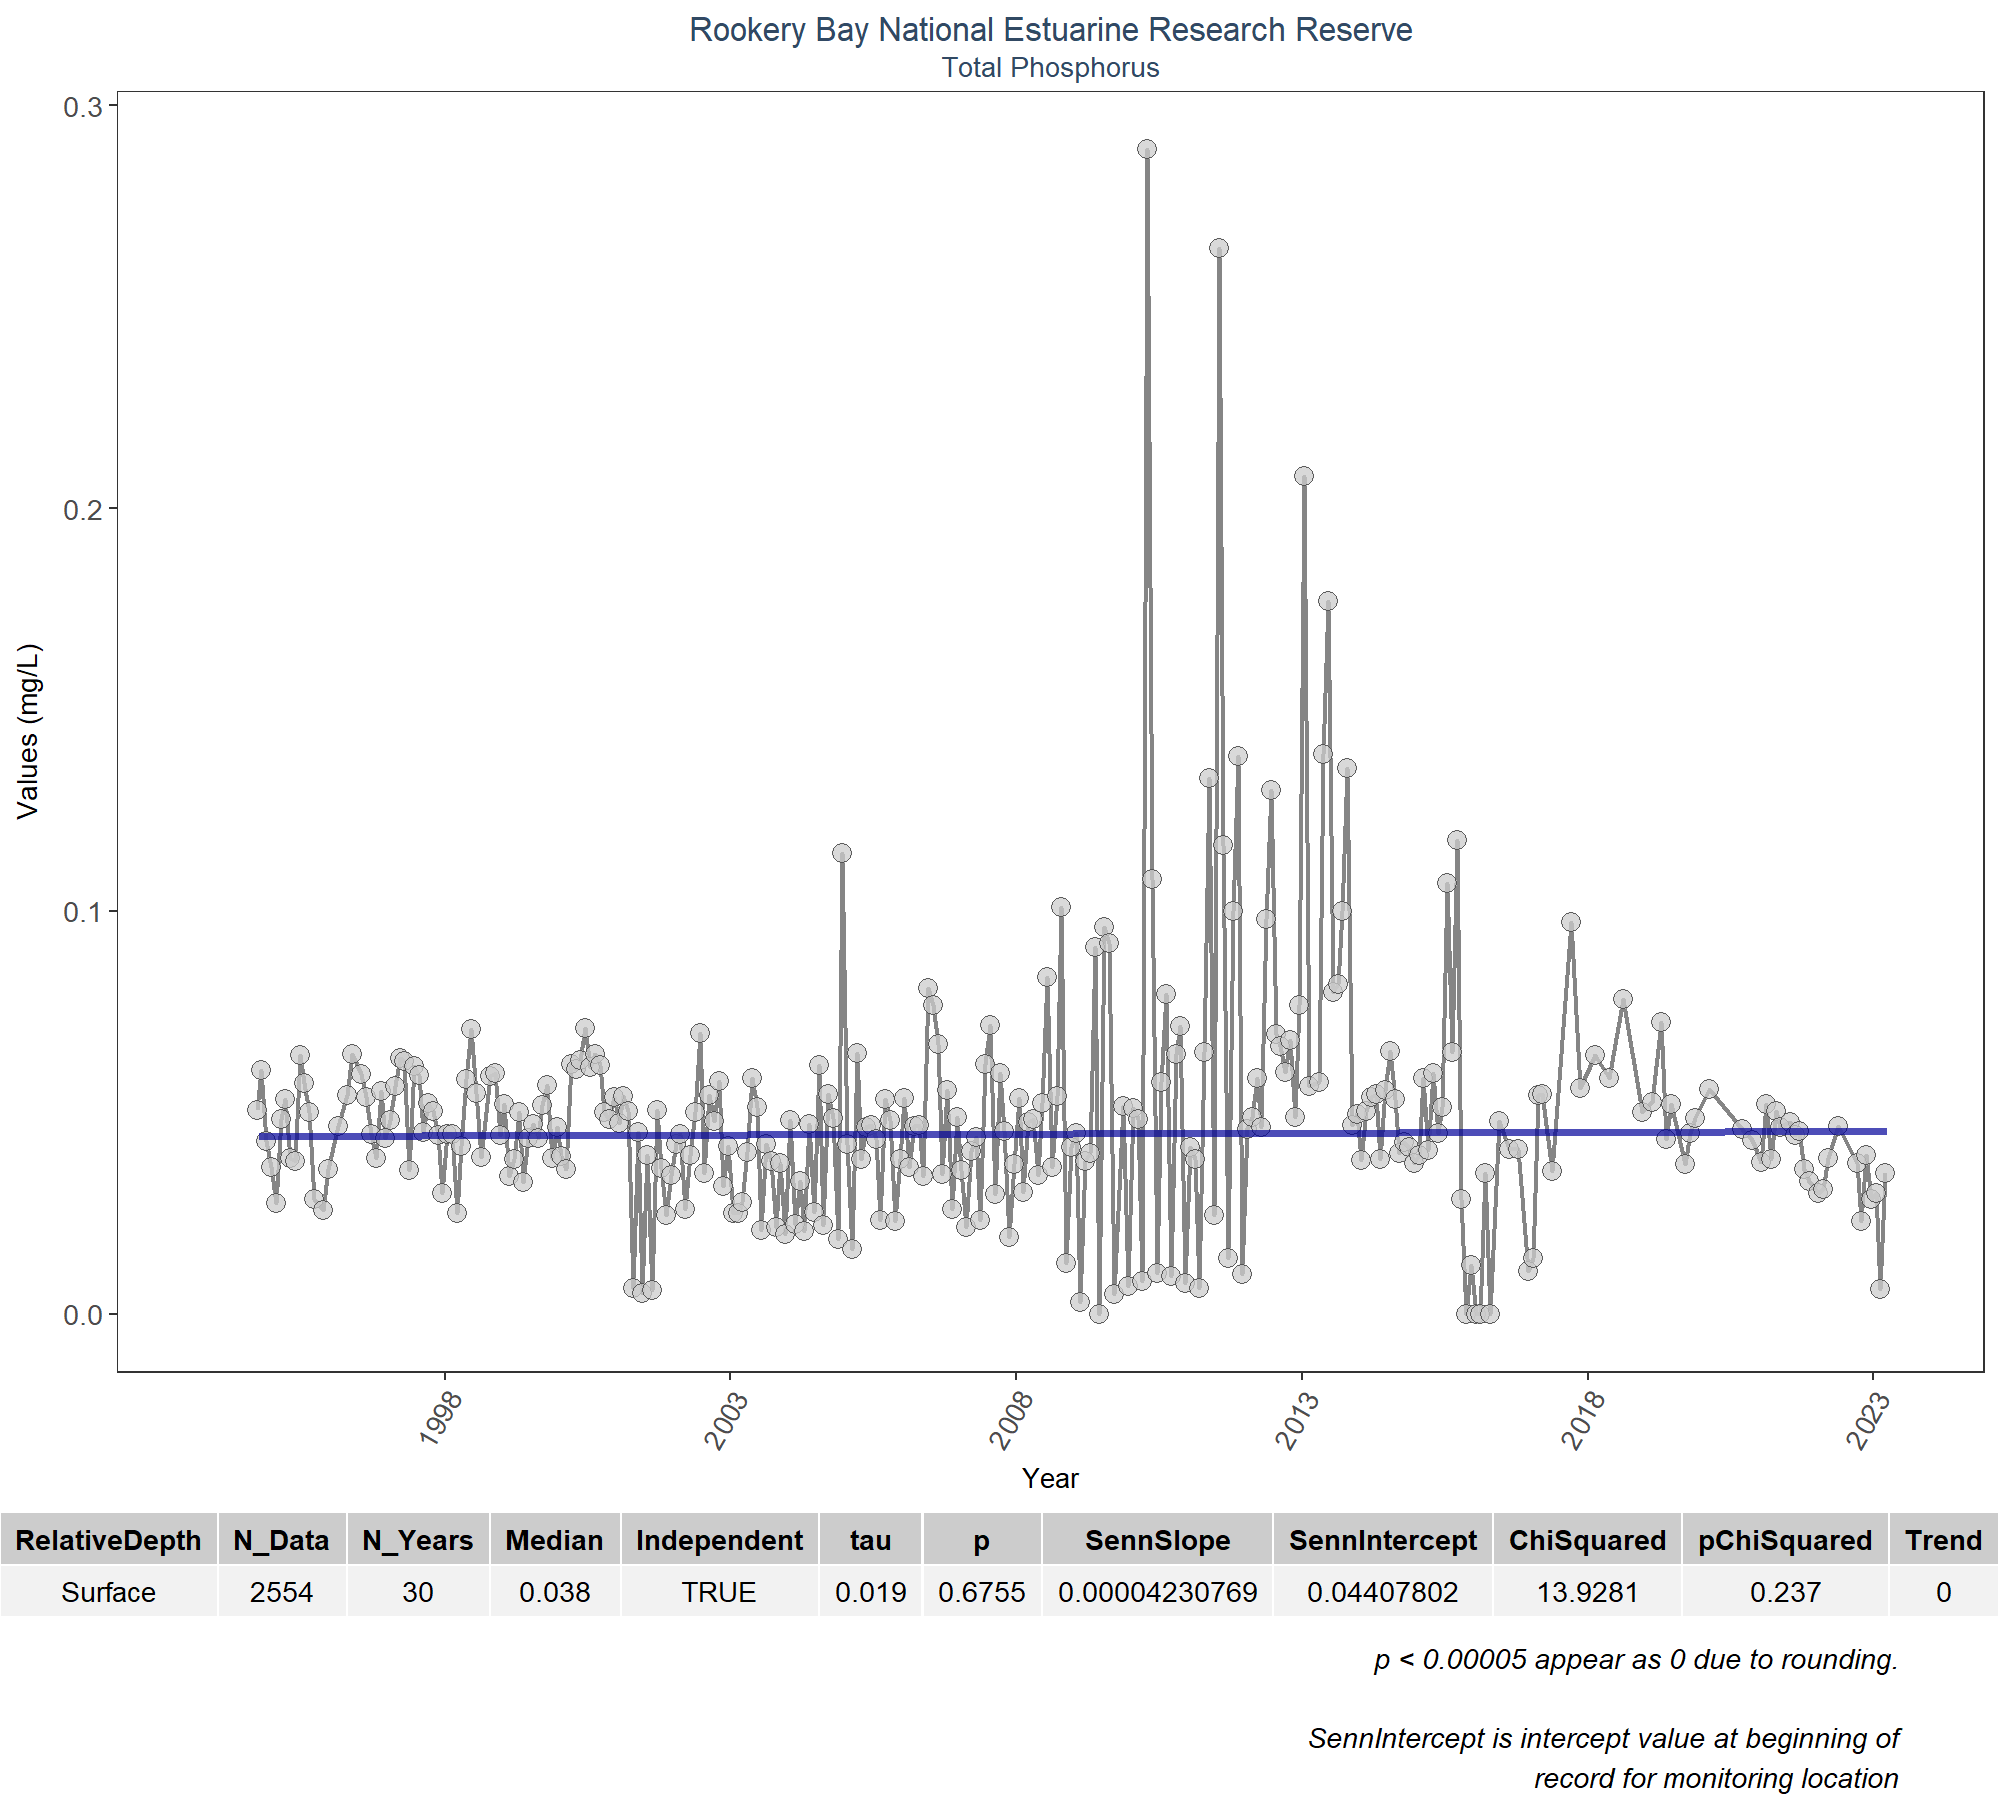 Rookery Bay National Estuarine Research Reserve
Total Phosphorus
0.3
0.2
0.1
0.0
Values (mg/L)
1998
2003
2008
2013
2018
2023
Year
RelativeDepth N_Data N_Years Median Independent tau p SennSlope SennIntercept ChiSquared pChiSquared Trend
Surface 2554 30 0.038 TRUE 0.019 0.6755 0.00004230769 0.04407802 13.9281 0.237 0
p < 0.00005 appear as 0 due to rounding.
SennIntercept is intercept value at beginning of
record for monitoring location